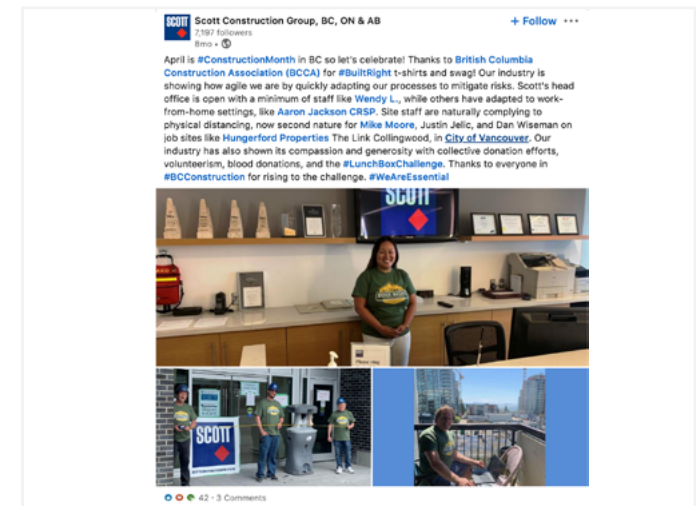 SCOTT
Scott Construction Group, BC, ON & AB
+ Follow ···
7,197 followers
8mo •
April is #ConstructionMonth in BC so let's celebrate! Thanks to British Columbia
Construction Association (BCCA) for #BuiltRight t-shirts and swag! Our industry is
showing how agile we are by quickly adapting our processes to mitigate risks. Scott's head
office is open with a minimum of staff like Wendy L., while others have adapted to work-
from-home settings, like Aaron Jackson CRSP. Site staff are naturally complying to
physical distancing, now second nature for Mike Moore, Justin Jelic, and Dan Wiseman on
job sites like Hungerford Properties The Link Collingwood, in City of Vancouver. Our
industry has also shown its compassion and generosity with collective donation efforts,
volunteerism, blood donations, and the #LunchBoxChallenge. Thanks to everyone in
#BCConstruction for rising to the challenge. #WeAreEssential
SCOTT
Please stay
SCOTT
42 · 3 Comments